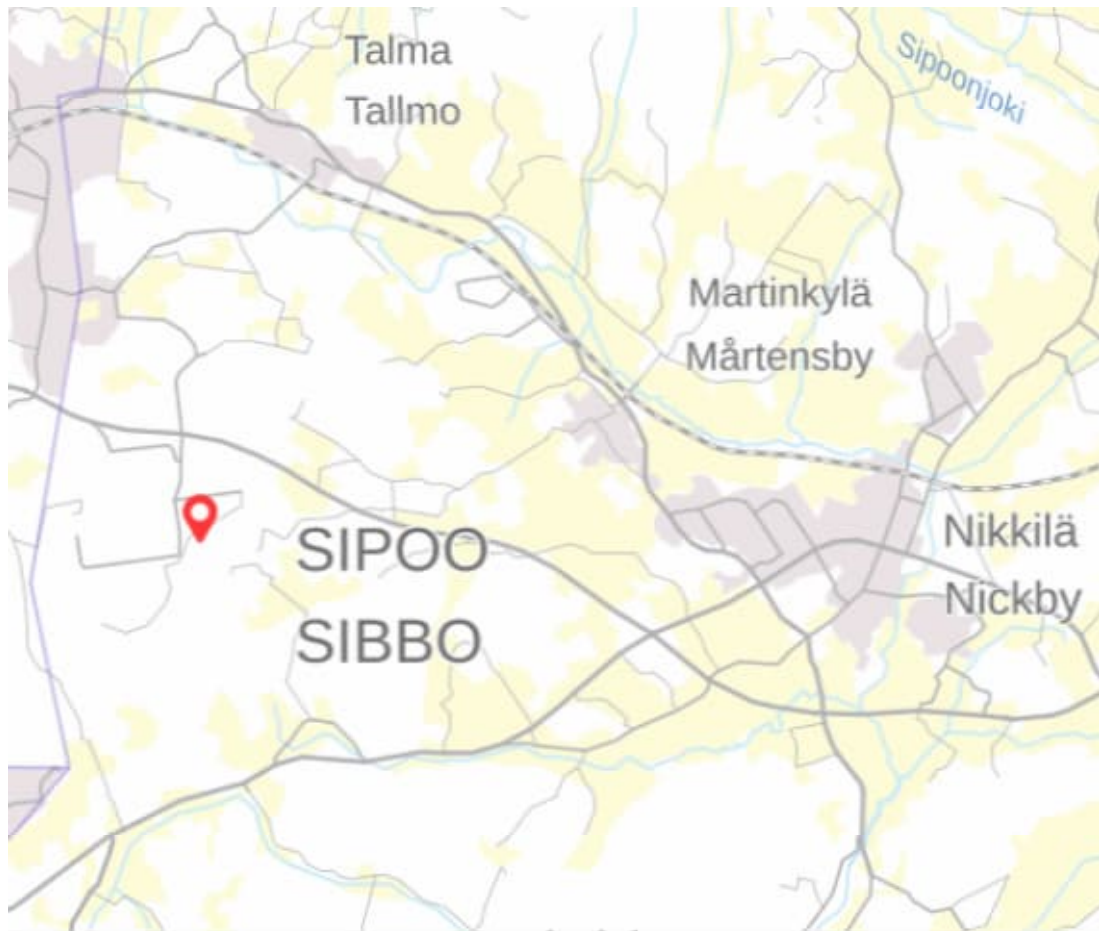 Talma
Tallmo
Sipoonjoki
Martinkylä
Mårtensby
SIPOO
SIBBO
Nikkilä
Nickby